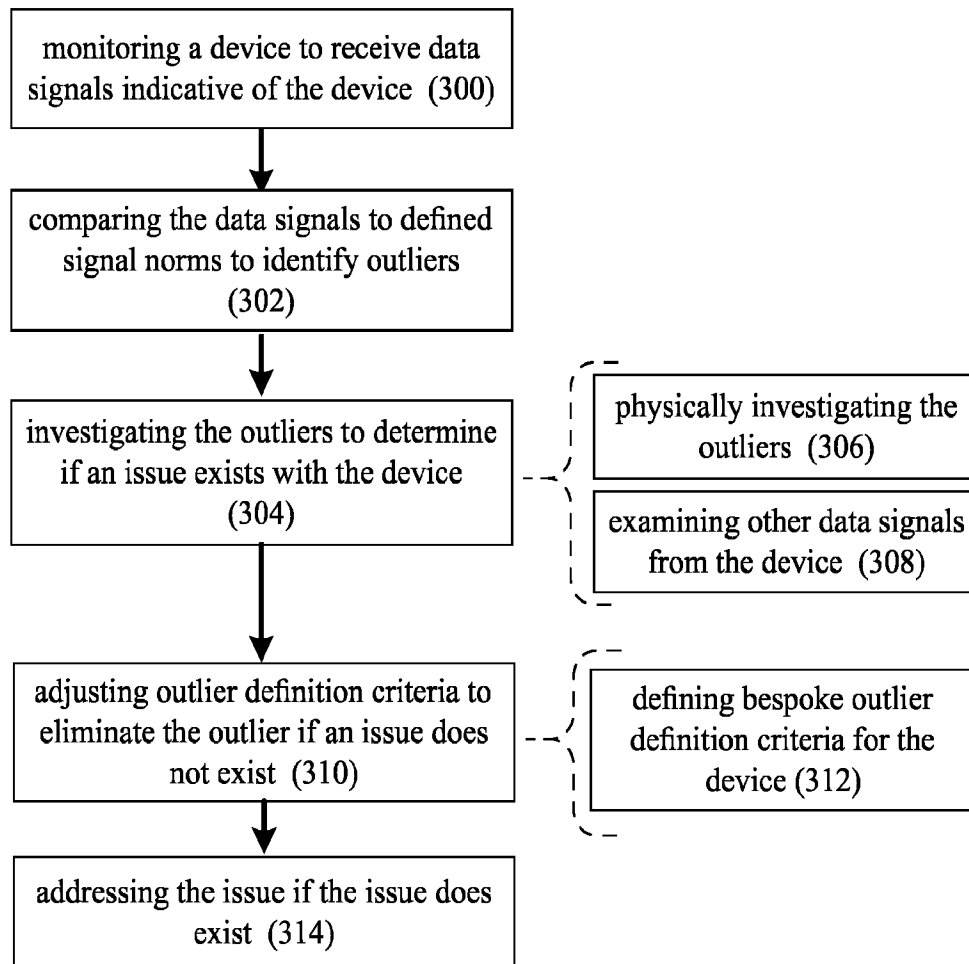 monitoring a device to receive data
signals indicative of the device (300)
comparing the data signals to defined
signal norms to identify outliers
(302)
investigating the outliers to determine
if an issue exists with the device
(304)
physically investigating the
outliers (306)
examining other data signals
from the device (308)
adjusting outlier definition criteria to
eliminate the outlier if an issue does
not exist (310)
defining bespoke outlier
definition criteria for the
device (312)
addressing the issue if the issue does
exist (314)